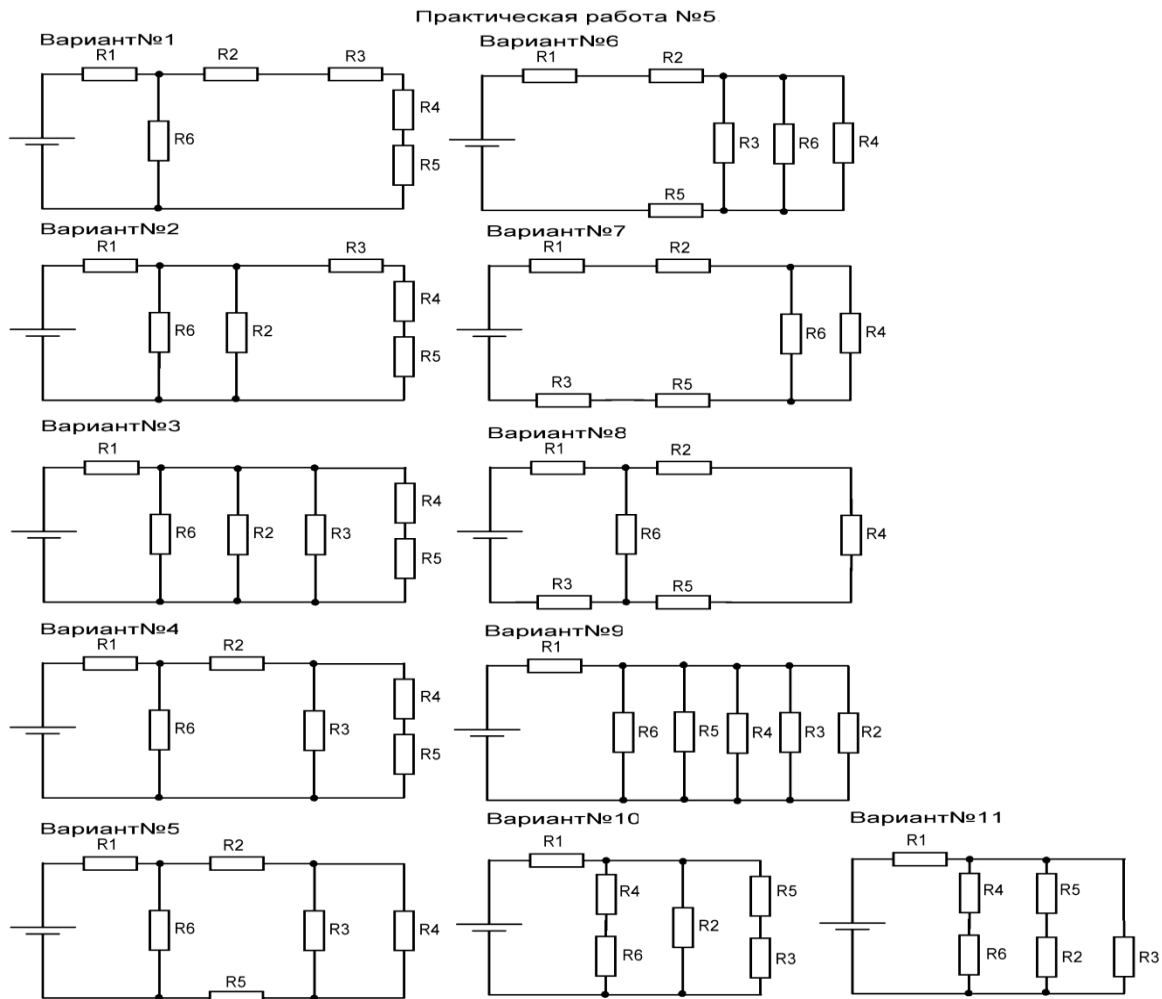 Практическая работа №5
Вариант№1
R1 R2 R3
R4
R6
R5
Вариант№6
R1 R2
R3 R6 R4
R5
Вариант№2
R1 R3
R4
R6 R2
R5
Вариант№7
R1 R2
R6 R4
R3 R5
Вариант№3
R1
R4
R6 R2 R3
R5
Вариант№8
R1 R2
R6 R4
R3 R5
Вариант№4
R1 R2
R4
R6 R3
R5
Вариант№9
R1
R6 R5 R4 R3 R2
Вариант№5
R1 R2
R6 R3 R4
R5
Вариант№10
R1
R4 R5
R2
R6 R3
Вариант№11
R1
R4 R5
R6 R2 R3